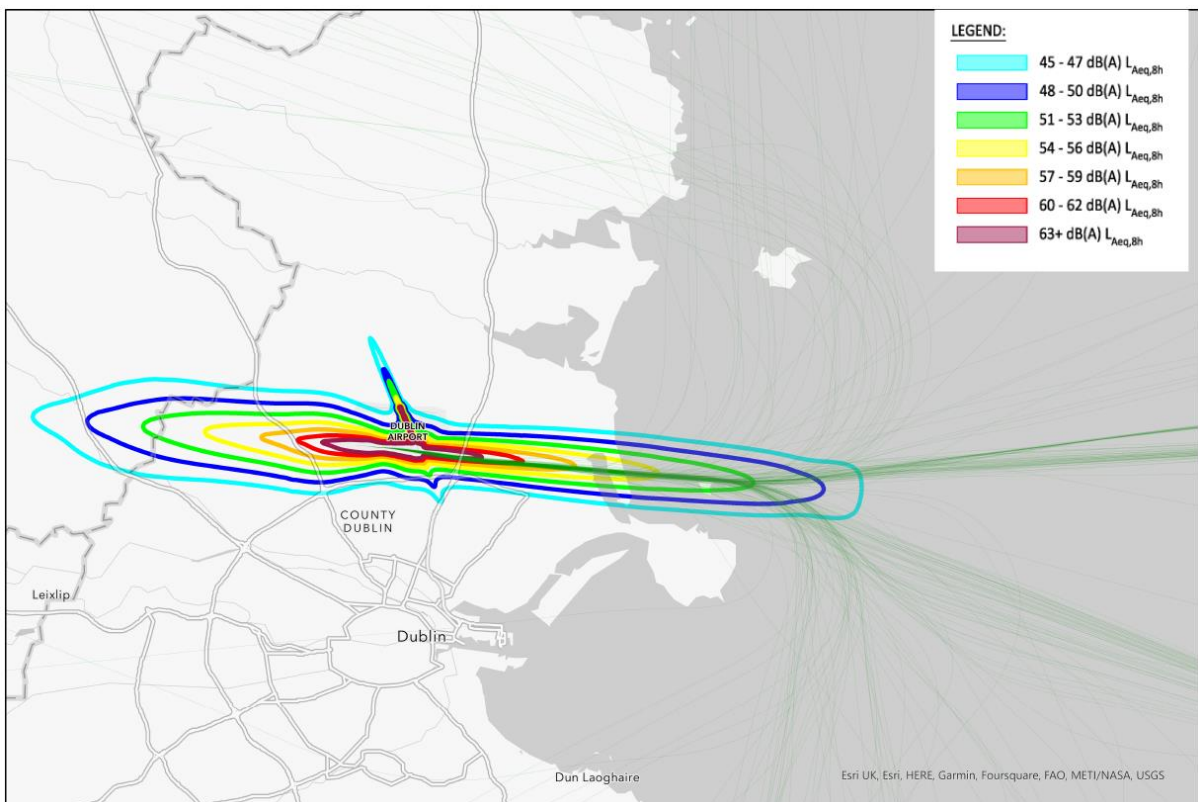 LEGEND:
45 - 47 dB(A) LAeq,8h
48 - 50 dB(A) LAeq,8h
51 - 53 dB(A) LAeq,8h
54 - 56 dB(A) LAeq,8h
57 - 59 dB(A) LAeq,8h
60 - 62 dB(A) LAeq,8h
63+ dB(A) LAeq,8h
DUBLIN
AIRPORT
COUNTY
DUBLIN
Leixlip
Dublin
Dun Laoghaire
Esri UK, Esri, HERE, Garmin, Foursquare, FAO, METI/NASA, USGS